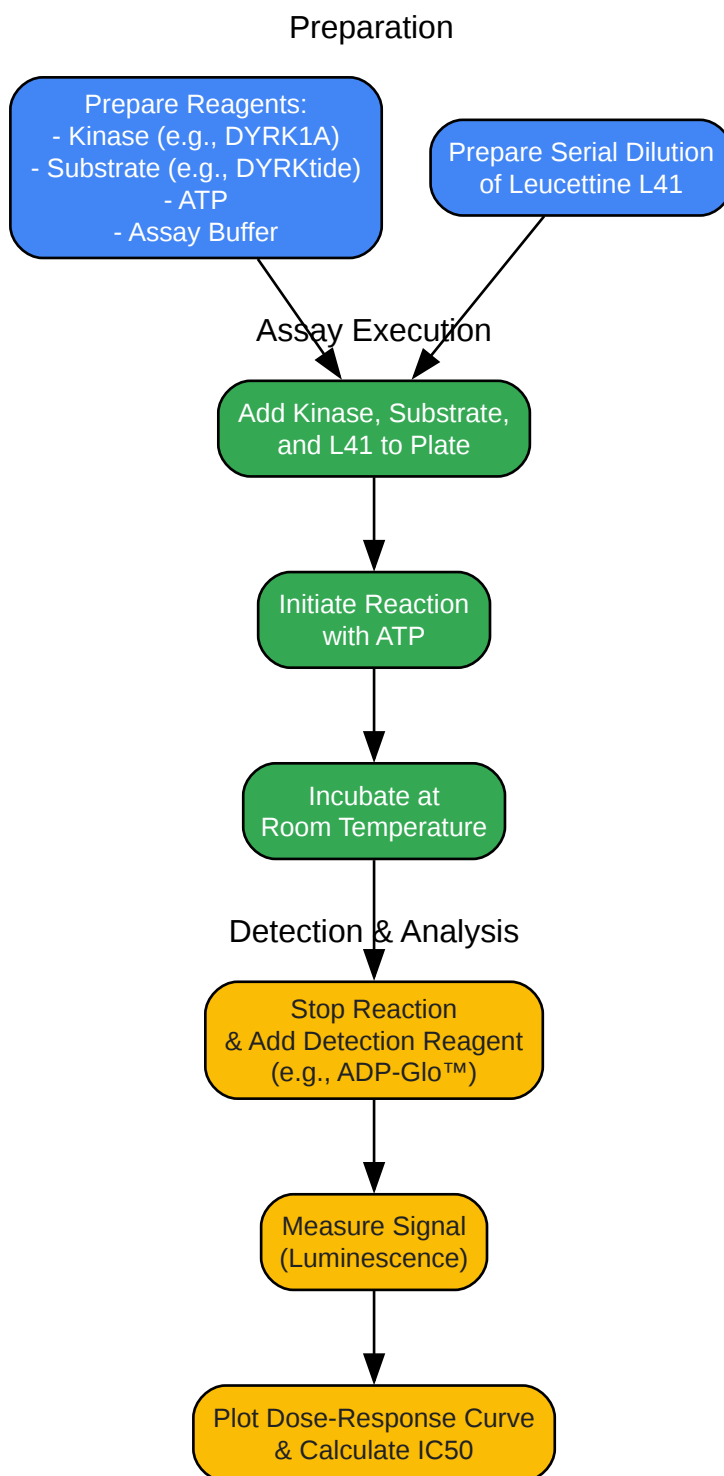 Preparation
Prepare Reagents:
- Kinase (e.g., DYRK1A)
- Substrate (e.g., DYRKtide)
- ATP
- Assay Buffer
Prepare Serial Dilution
of Leucettine L41
Assay Execution
Add Kinase, Substrate,
and L41 to Plate
Initiate Reaction
with ATP
Incubate at
Room Temperature
Detection & Analysis
Stop Reaction
& Add Detection Reagent
(e.g., ADP-Glo™)
Measure Signal
(Luminescence)
Plot Dose-Response Curve
& Calculate IC50